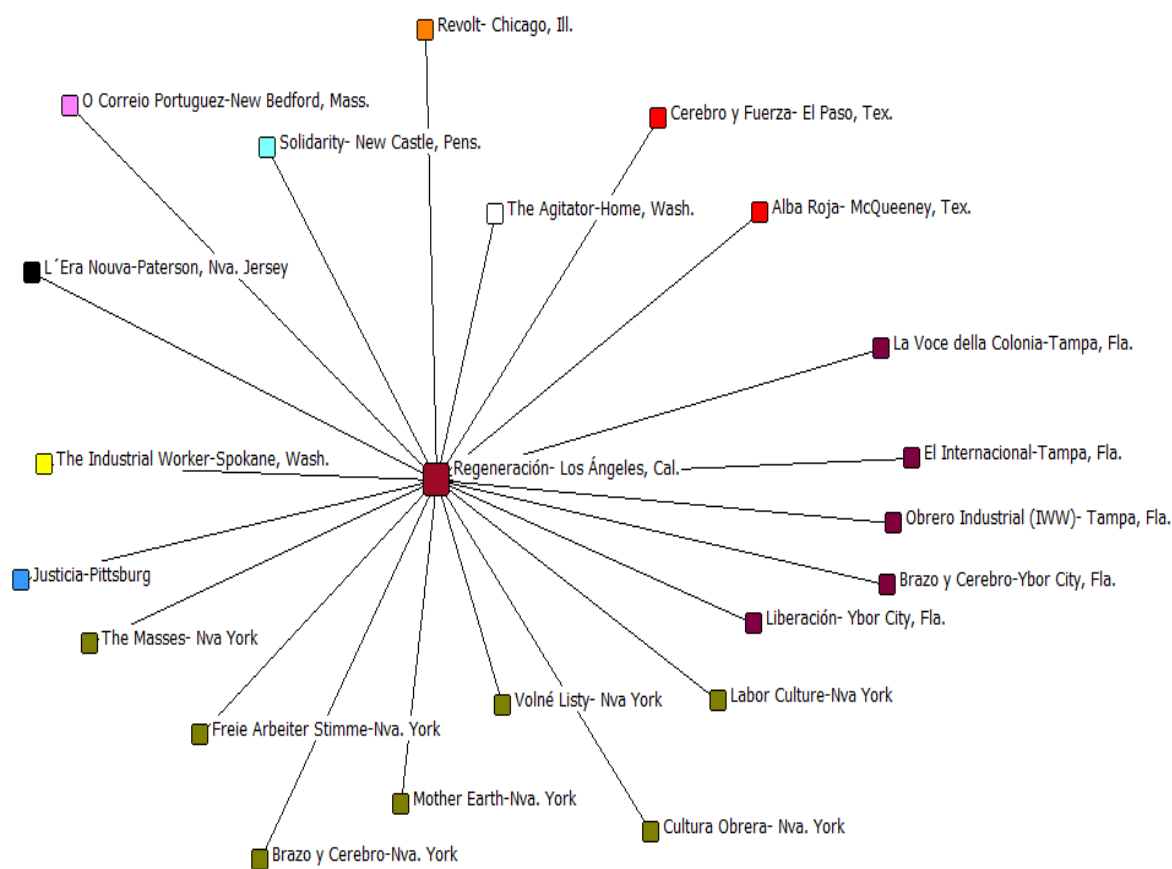 Revolt- Chicago, Ill.
O Correio Portuguez-New Bedford, Mass.
Cerebro y Fuerza- El Paso, Tex.
Solidarity- New Castle, Pens.
The Agitator-Home, Wash.
Alba Roja- McQueeney, Tex.
L´Era Nouva-Paterson, Nva. Jersey
La Voce della Colonia-Tampa, Fla.
The Industrial Worker-Spokane, Wash.
Regeneración- Los Ángeles, Cal.
El Internacional-Tampa, Fla.
Obrero Industrial (IWW)- Tampa, Fla.
Justicia-Pittsburg
Brazo y Cerebro-Ybor City, Fla.
Liberación- Ybor City, Fla.
The Masses- Nva York
Volné Listy- Nva York
Labor Culture-Nva York
Freie Arbeiter Stimme-Nva. York
Mother Earth-Nva. York
Cultura Obrera- Nva. York
Brazo y Cerebro-Nva. York